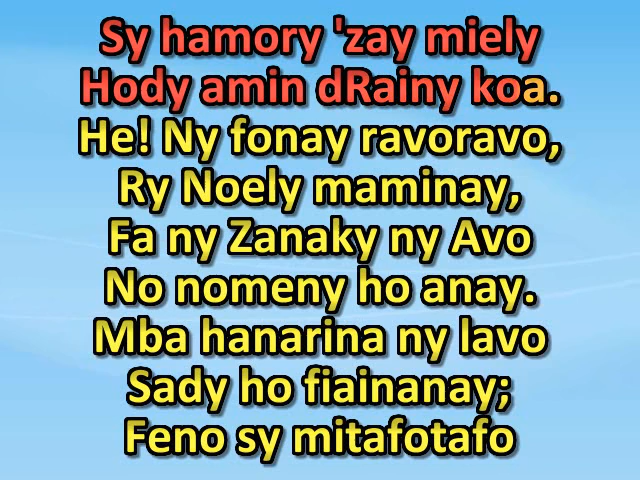 Sy hamory 'zay miely
Hody amin dRainy koa.
He! Ny fonay ravoravo,
Ry Noely maminay,
Fa ny Zanaky ny Avo
No nomeny ho anay.
Mba hanarina ny lavo
Sady ho fiainanay;
Feno sy mitafotafo